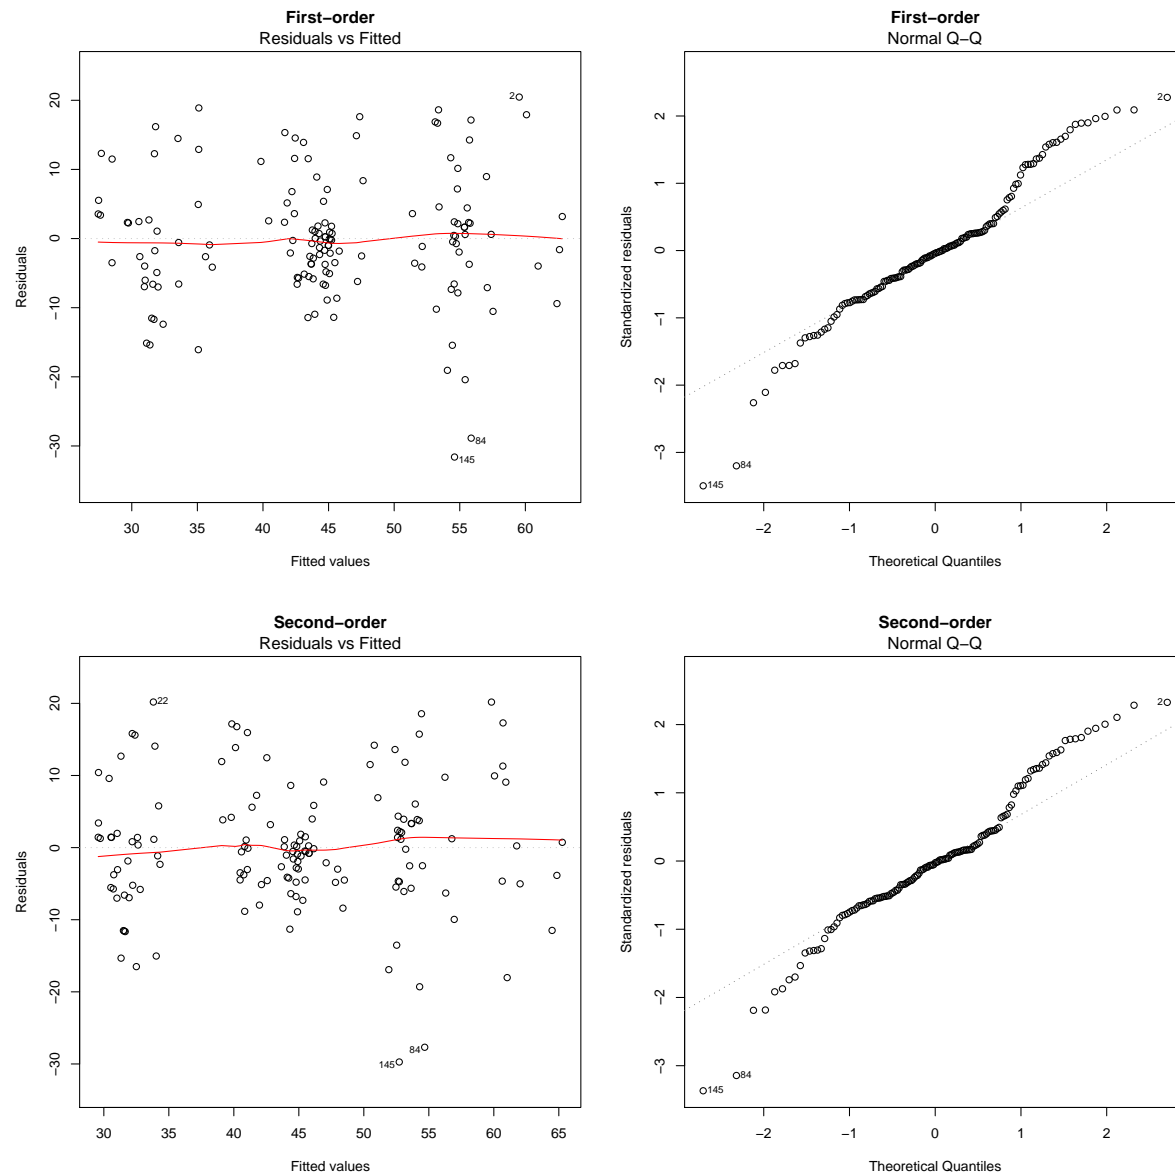 First−order
Residuals vs Fitted
Residuals
20
10
0
−10
−20
−30
2
84
145
30 35 40 45 50 55 60
Fitted values
First−order
Normal Q−Q
Standardized residuals
2
1
0
−1
−2
−3
2
84
145
−2 −1 0 1 2
Theoretical Quantiles
Second−order
Residuals vs Fitted
Residuals
20
10
0
−10
−20
−30
22
84
145
30 35 40 45 50 55 60 65
Fitted values
Second−order
Normal Q−Q
Standardized residuals
2
1
0
−1
−2
−3
2
84
145
−2 −1 0 1 2
Theoretical Quantiles